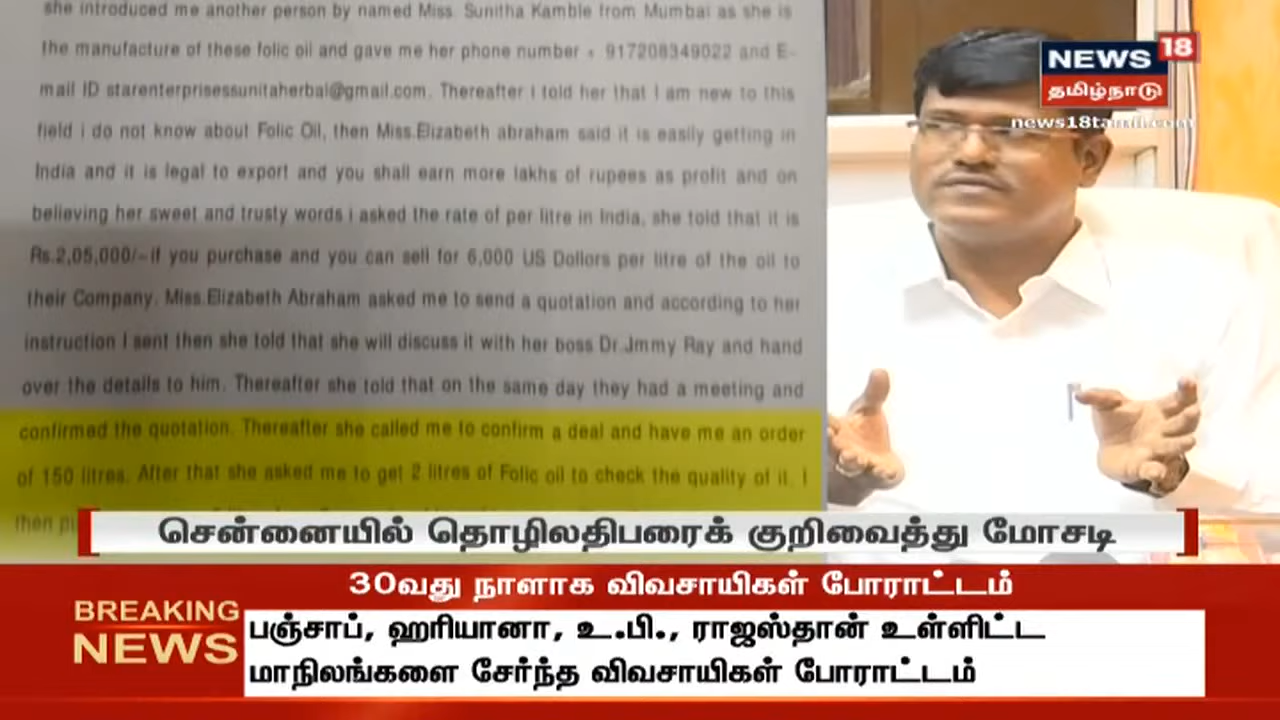 she introduced me another person by named Miss. Sunitha Kamble from Mumbai as she is
the manufacture of these folic oil and gave me her phone number + 917208349022 and E-
mail ID starenterprisessunitaherbal@gmail.com. Thereafter i told her that I am new to this
field i do not know about Folic Oil, then Miss.Elizabeth abraham said it is easily getting in
India and it is legal to export and you shall earn more lakhs of rupees as profit and on
believing her sweet and trusty words i asked the rate of per litre in India, she told that it is
Rs.2,05,000/-if you purchase and you can sell for 6,000 US Dollors per litre of the oil to
their Company. Miss.Elizabeth Abraham asked me to send a quotation and according to her
instruction I sent then she told that she will discuss it with her boss Dr.Jmmy Ray and hand
over the details to him. Thereafter she told that on the same day they had a meeting and
confirmed the quotation. Thereafter she called me to confirm a deal and have me an order
of 150 litres. After that she asked me to get 2 litres of Folic oil to check the quality of it. I
then
NEWS 18
தமிழ்நாடு
news18tamil.com
சென்னையில் தொழிலதிபரைக் குறிவைத்து மோசடி
30வது நாளாக விவசாயிகள் போராட்டம்
BREAKING
NEWS
பஞ்சாப், ஹரியானா, உ.பி., ராஜஸ்தான் உள்ளிட்ட
மாநிலங்களை சேர்ந்த விவசாயிகள் போராட்டம்